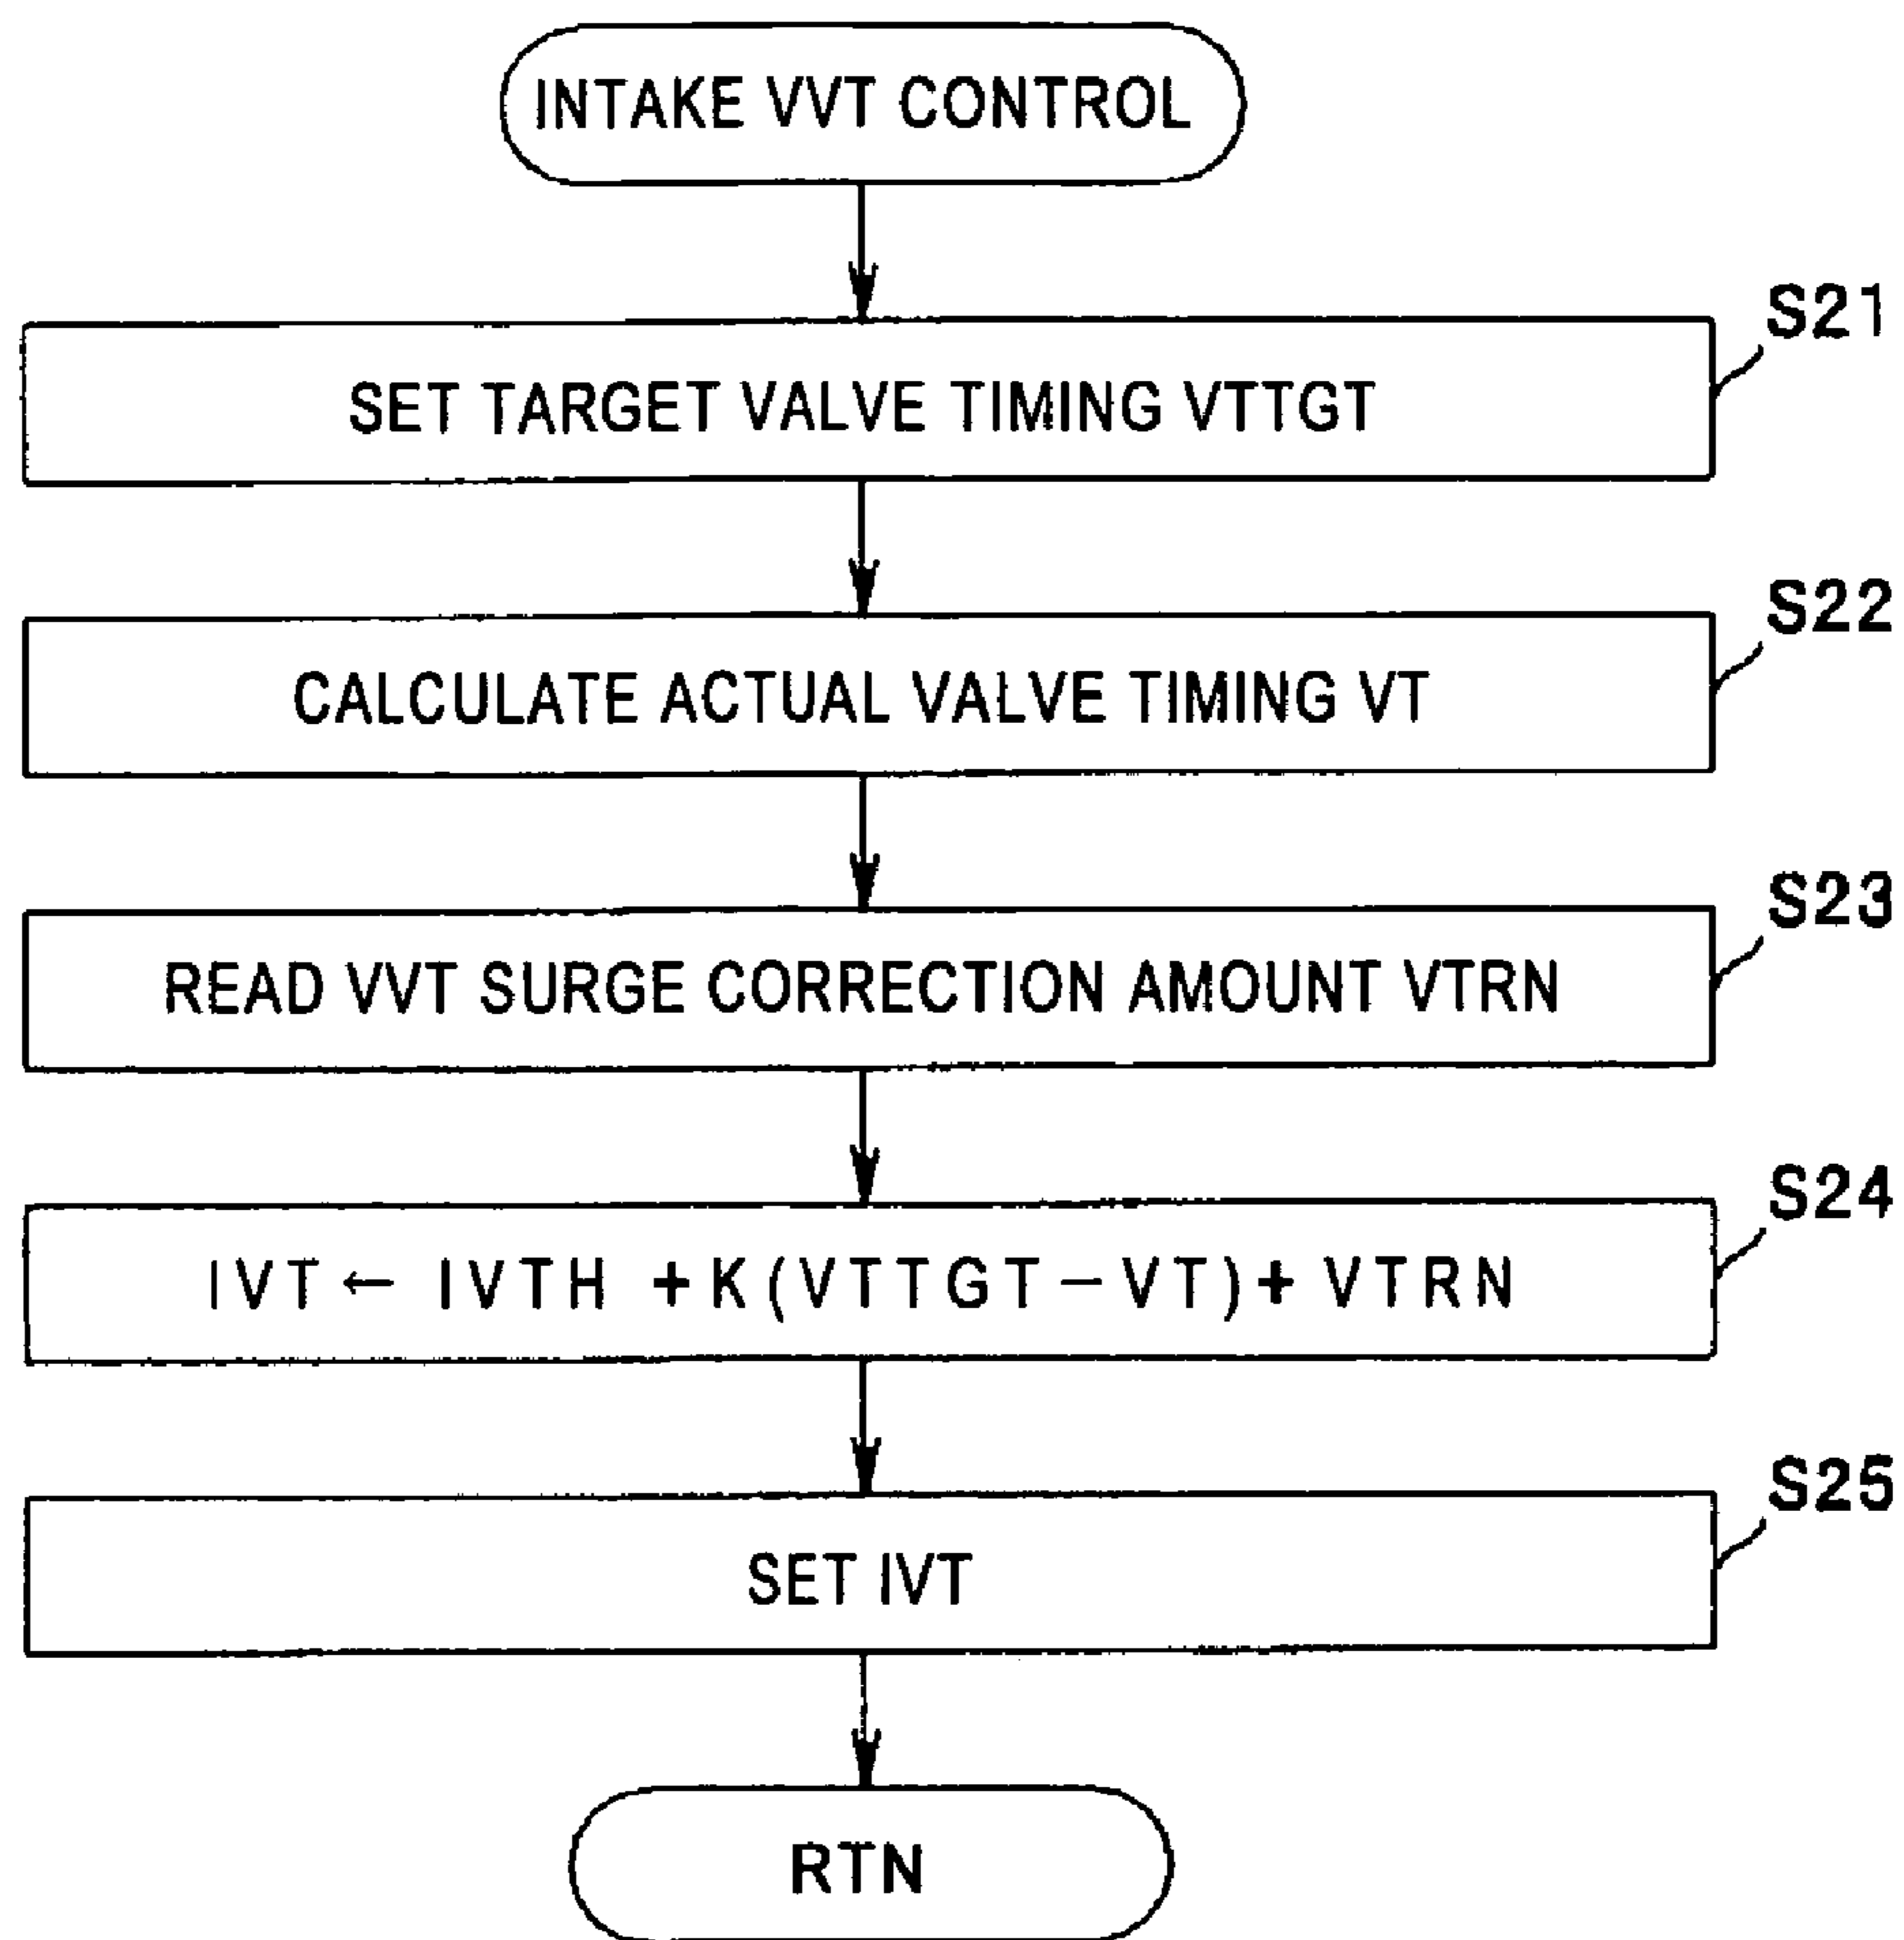 INTAKE VVT CONTROL
S21
SET TARGET VALVE TIMING VTTGT
S22
CALCULATE ACTUAL VALVE TIMING VT
S23
READ VVT SURGE CORRECTION AMOUNT VTRN
S24
IVT ← IVTH + K(VTTGT − VT) + VTRN
S25
SET IVT
RTN